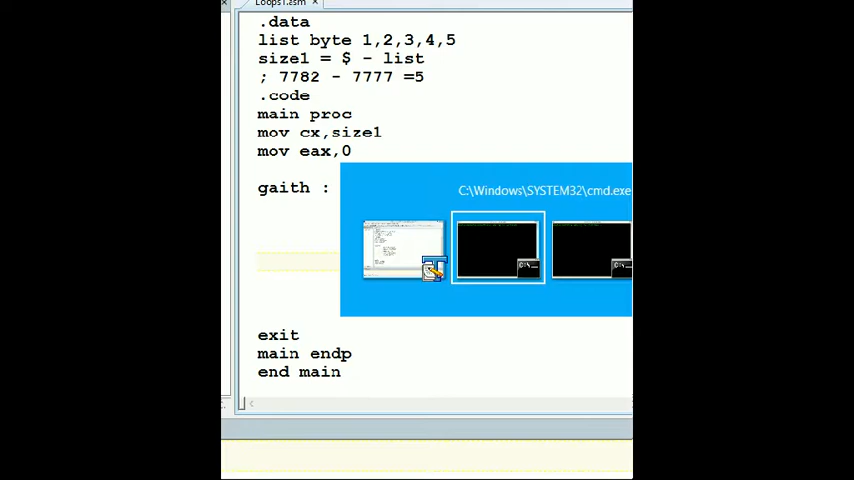 Loops1.asm ×
.data
list byte 1,2,3,4,5
size1 = $ - list
; 7782 - 7777 =5
.code
main proc
mov cx,size1
mov eax,0
C:\Windows\SYSTEM32\cmd.exe
gaith :
exit
main endp
end main